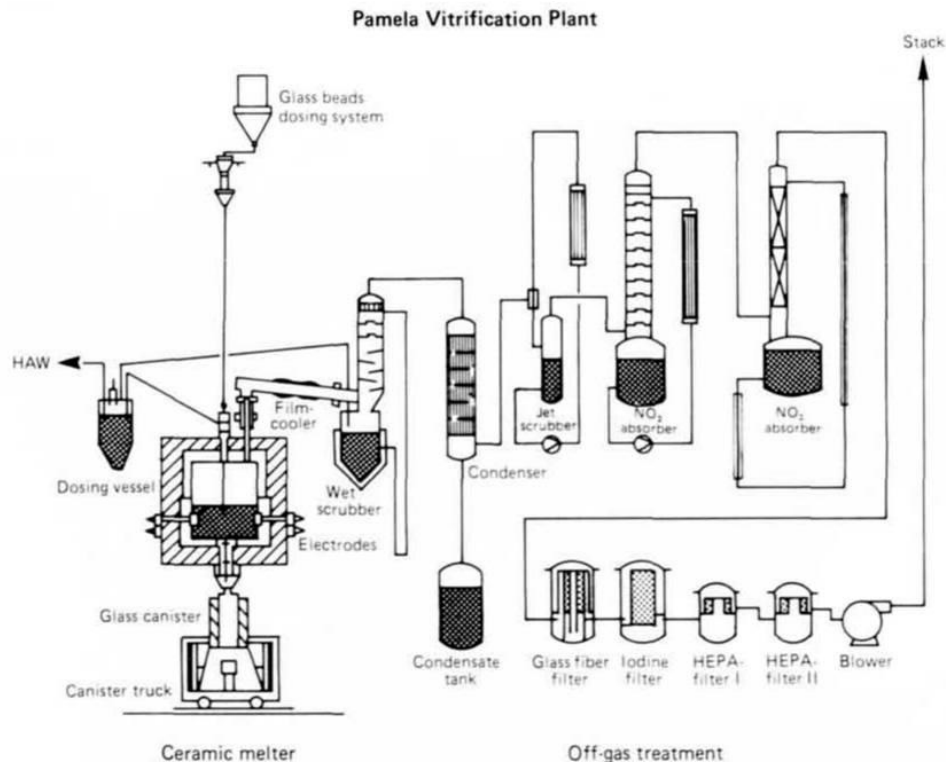 Pamela Vitrification Plant
Stack
Glass beads
dosing system
HAW
Film-
cooler
Jet
scrubber
NO₂
absorber
NO₂
absorber
Dosing vessel
Wet
scrubber
Condenser
Electrodes
Glass canister
Canister truck
Condensate
tank
Glass fiber
filter
Iodine
filter
HEPA-
filter I
HEPA-
filter II
Blower
Ceramic melter
Off-gas treatment